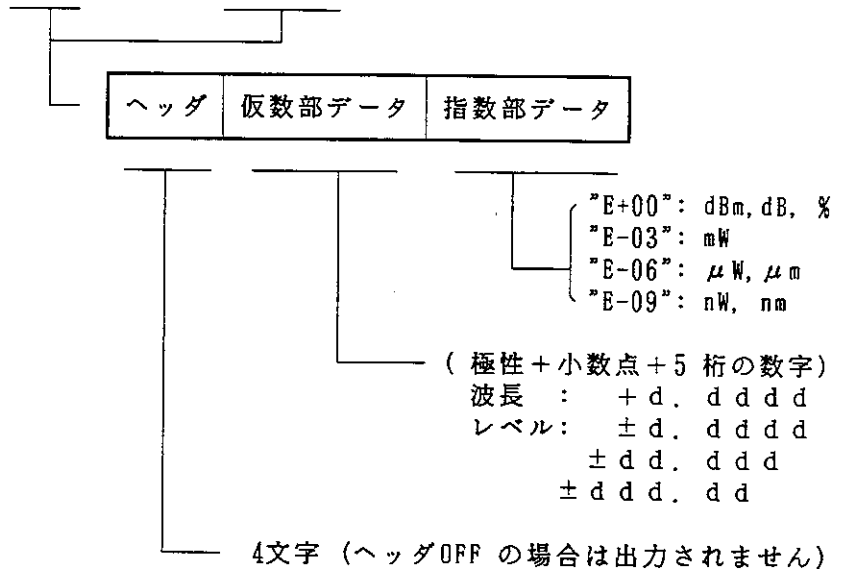 ヘッダ 仮数部データ 指数部データ
"E+00": dBm,dB, %
"E-03": mW
"E-06": μW,μm
"E-09": nW, nm
(極性+小数点+5 桁の数字)
波長 : +d. dddd
レベル: ±d. dddd
±dd. ddd
±ddd. dd
4文字 (ヘッダOFF の場合は出力されません)